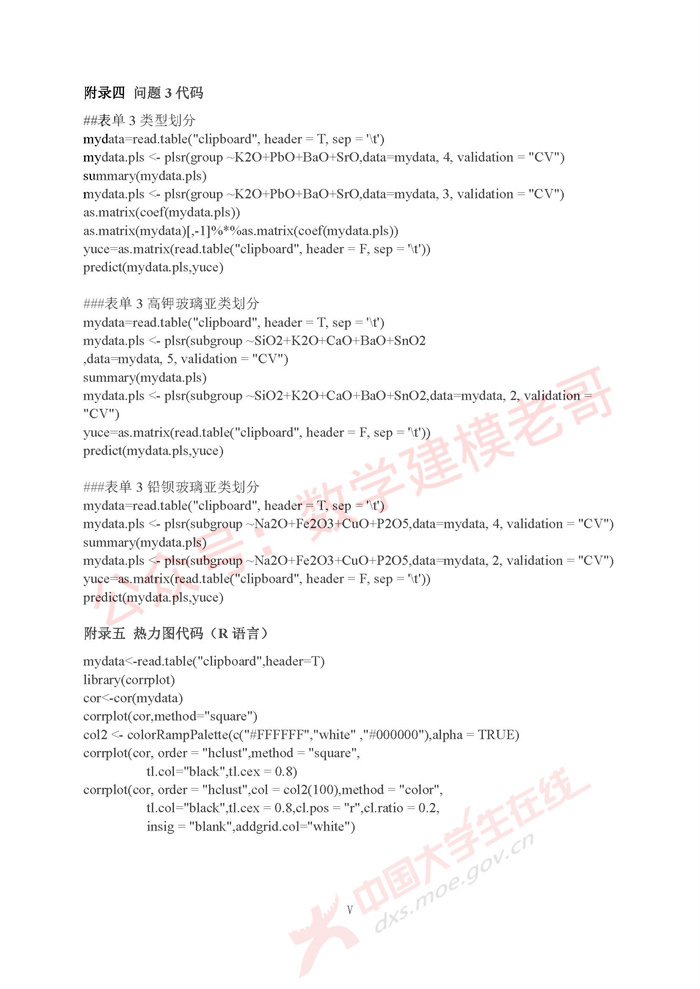 附录四 问题 3 代码
##表单 3 类型划分
mydata=read.table("clipboard", header = T, sep = '\t')
mydata.pls <- plsr(group ~K2O+PbO+BaO+SrO,data=mydata, 4, validation = "CV")
summary(mydata.pls)
mydata.pls <- plsr(group ~K2O+PbO+BaO+SrO,data=mydata, 3, validation = "CV")
as.matrix(coef(mydata.pls))
as.matrix(mydata)[,-1]%*%as.matrix(coef(mydata.pls))
yuce=as.matrix(read.table("clipboard", header = F, sep = '\t'))
predict(mydata.pls,yuce)
###表单 3 高钾玻璃亚类划分
mydata=read.table("clipboard", header = T, sep = '\t')
mydata.pls <- plsr(subgroup ~SiO2+K2O+CaO+BaO+SnO2
,data=mydata, 5, validation = "CV")
summary(mydata.pls)
mydata.pls <- plsr(subgroup ~SiO2+K2O+CaO+BaO+SnO2,data=mydata, 2, validation =
"CV")
yuce=as.matrix(read.table("clipboard", header = F, sep = '\t'))
predict(mydata.pls,yuce)
###表单 3 铅钡玻璃亚类划分
mydata=read.table("clipboard", header = T, sep = '\t')
mydata.pls <- plsr(subgroup ~Na2O+Fe2O3+CuO+P2O5,data=mydata, 4, validation = "CV")
summary(mydata.pls)
mydata.pls <- plsr(subgroup ~Na2O+Fe2O3+CuO+P2O5,data=mydata, 2, validation = "CV")
yuce=as.matrix(read.table("clipboard", header = F, sep = '\t'))
predict(mydata.pls,yuce)
公众号：数学建模老哥
附录五 热力图代码（R 语言）
mydata<-read.table("clipboard",header=T)
library(corrplot)
cor<-cor(mydata)
corrplot(cor,method="square")
col2 <- colorRampPalette(c("#FFFFFF","white" ,"#000000"),alpha = TRUE)
corrplot(cor, order = "hclust",method = "square",
tl.col="black",tl.cex = 0.8)
corrplot(cor, order = "hclust",col = col2(100),method = "color",
tl.col="black",tl.cex = 0.8,cl.pos = "r",cl.ratio = 0.2,
insig = "blank",addgrid.col="white")
中国大学生在线
dxs.moe.gov.cn
V